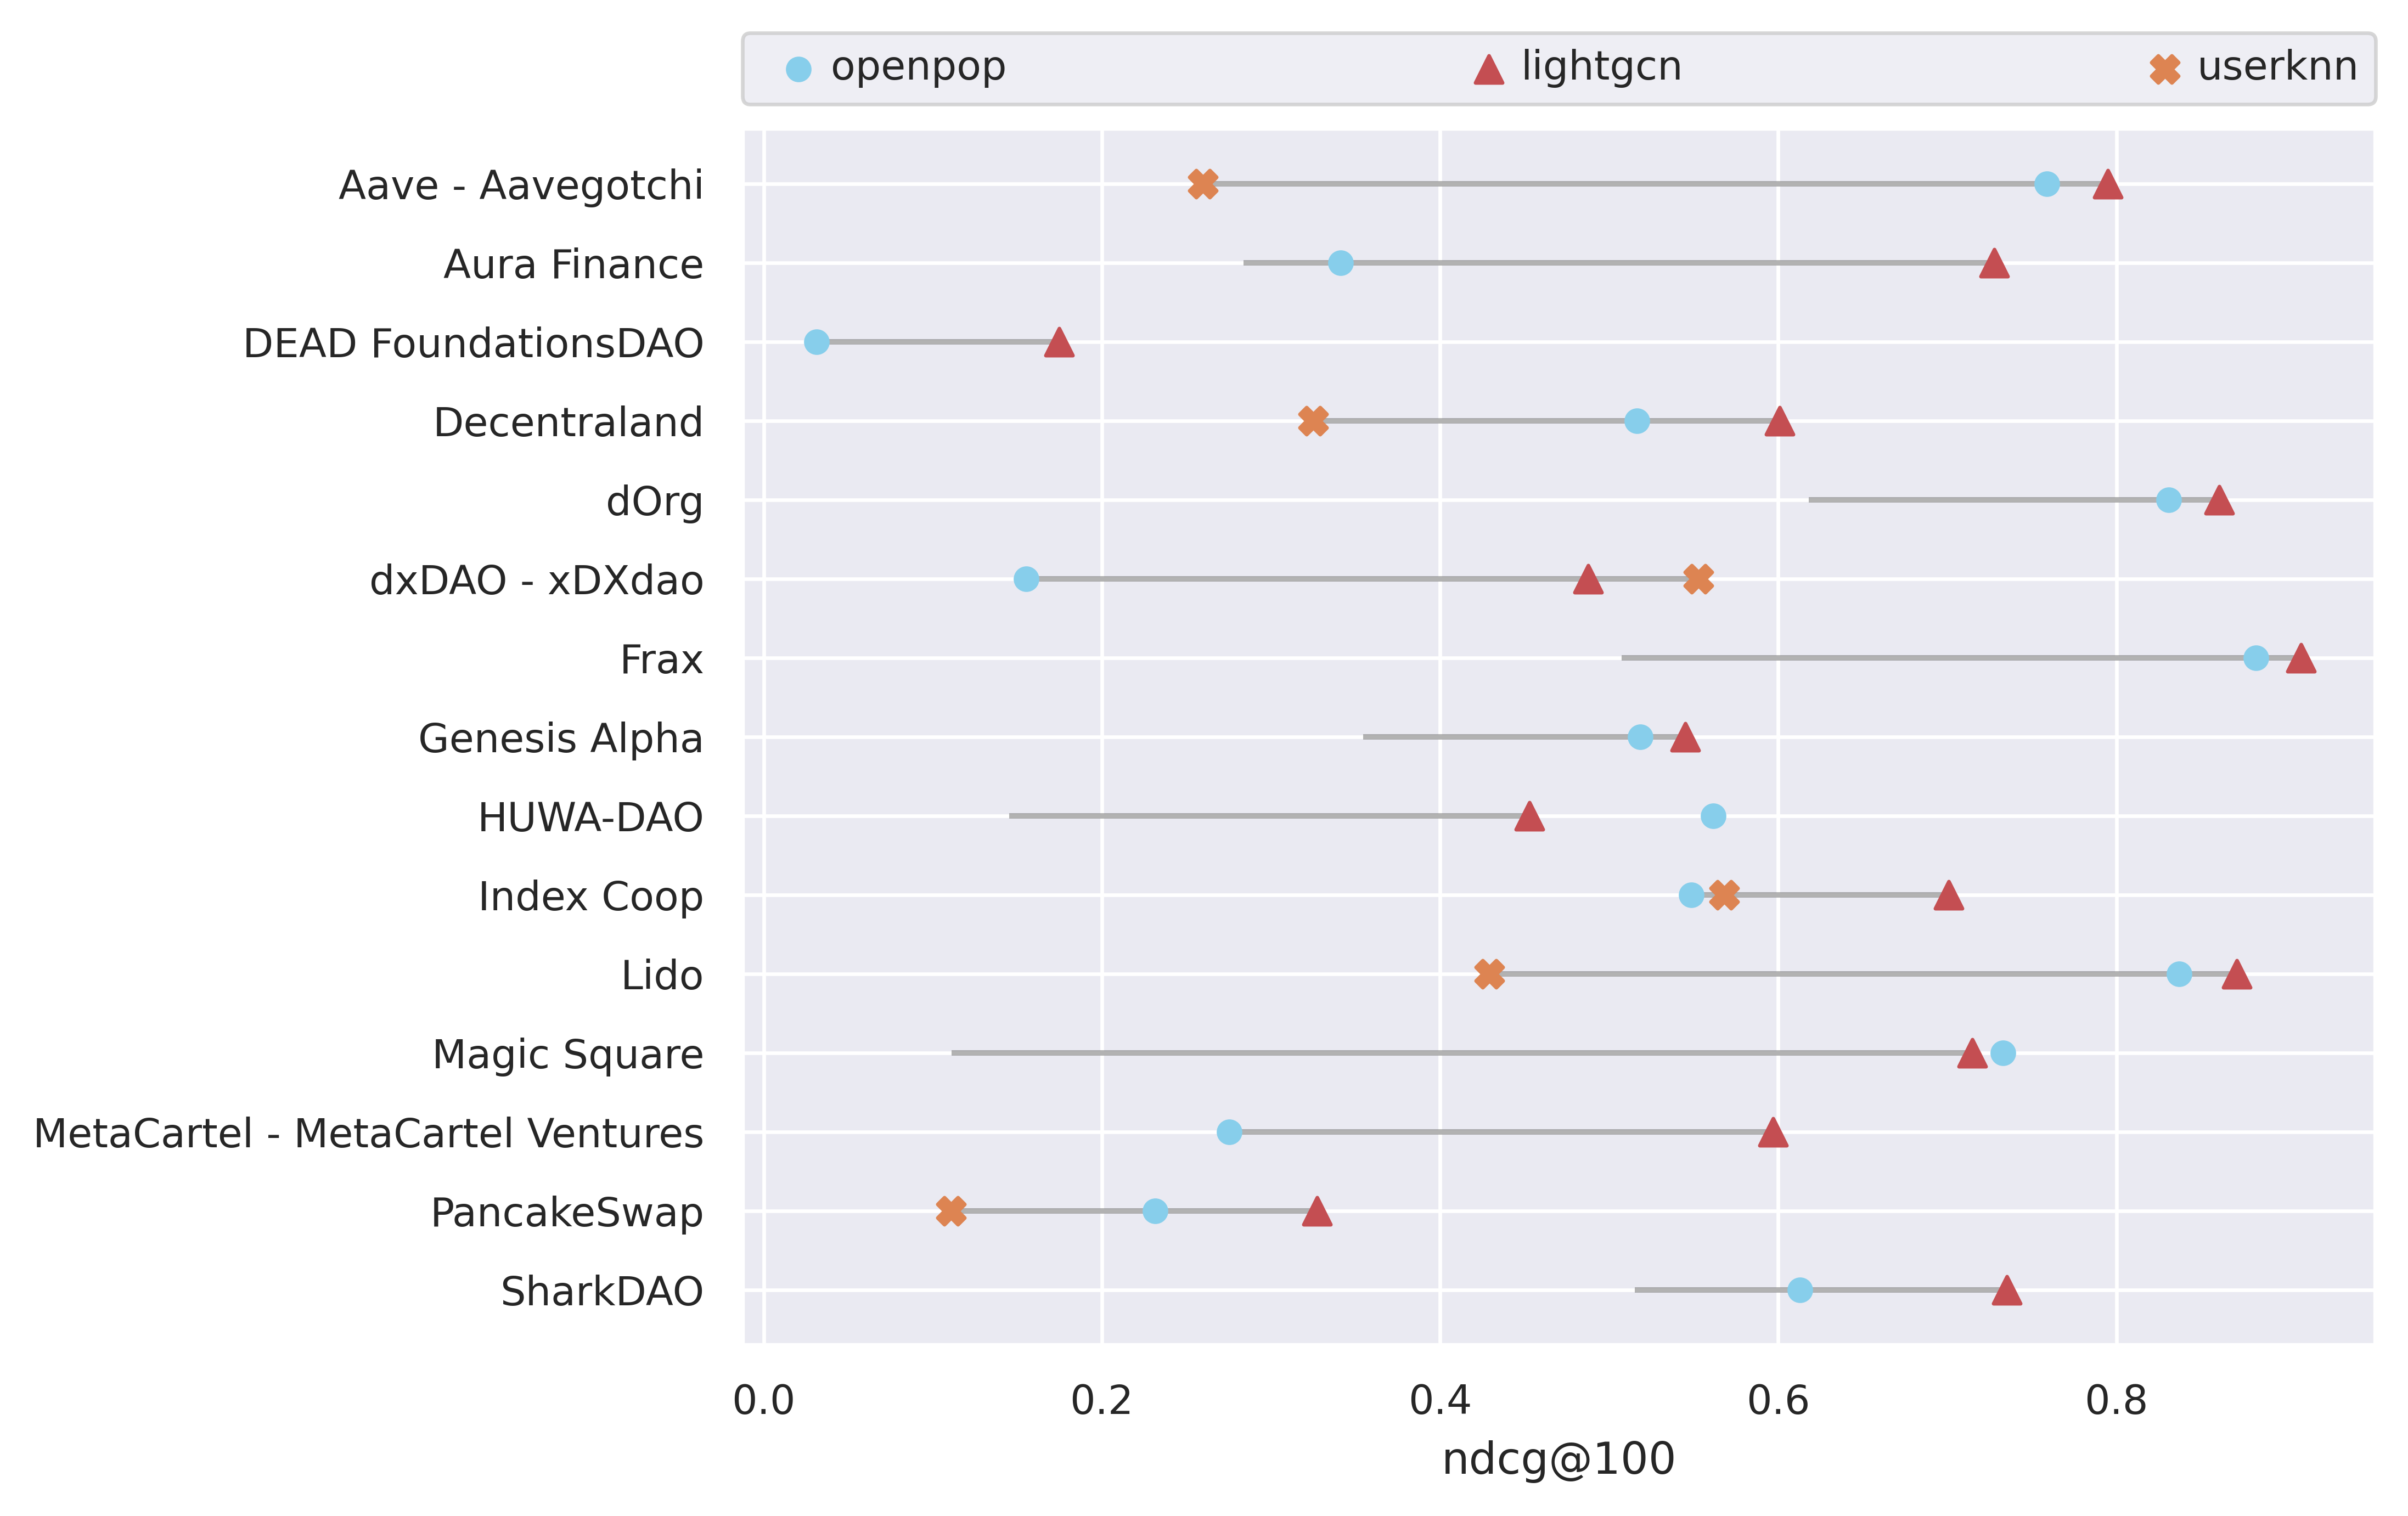 openpop lightgcn userknn
Aave - Aavegotchi
Aura Finance
DEAD FoundationsDAO
Decentraland
dOrg
dxDAO - xDXdao
Frax
Genesis Alpha
HUWA-DAO
Index Coop
Lido
Magic Square
MetaCartel - MetaCartel Ventures
PancakeSwap
SharkDAO
0.0 0.2 0.4 0.6 0.8
ndcg@100